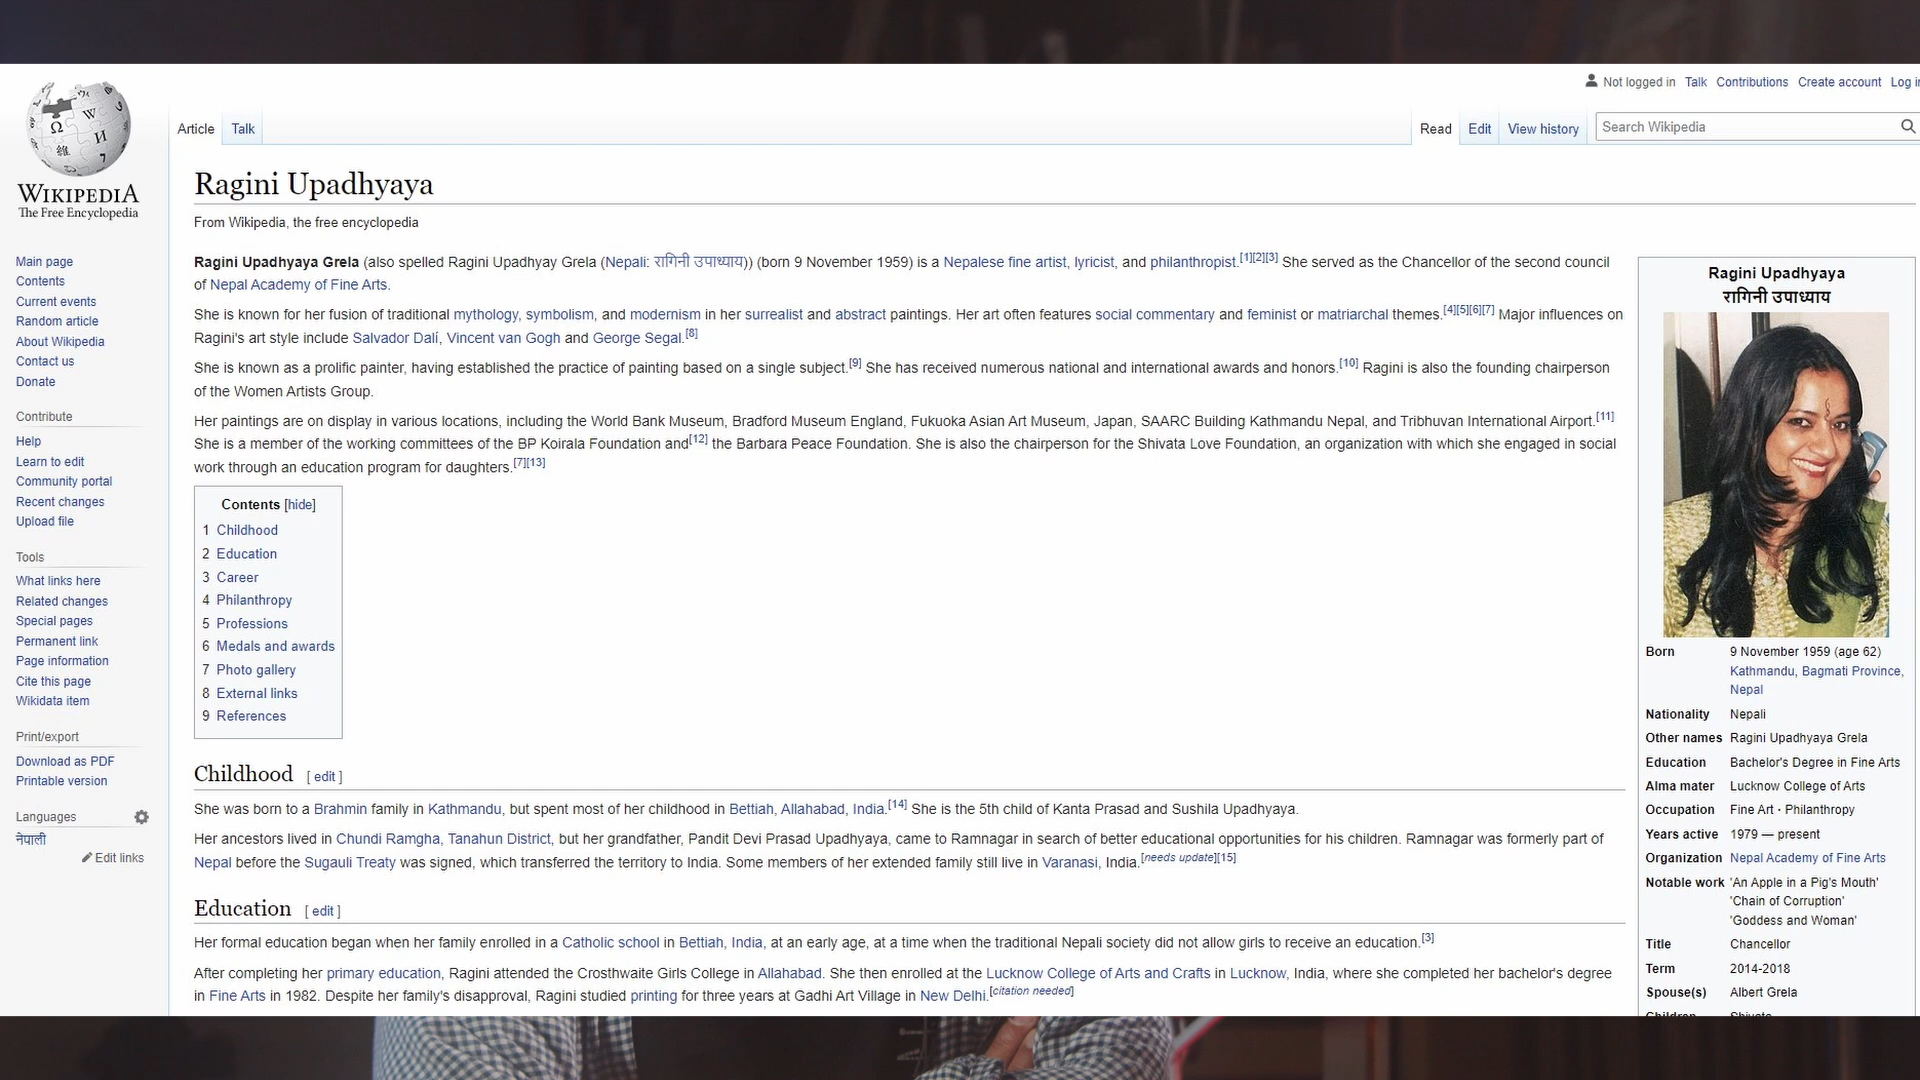 Not logged in Talk Contributions Create account Log in
Article Talk Read Edit View history Search Wikipedia
WIKIPEDIA
The Free Encyclopedia
Main page
Contents
Current events
Random article
About Wikipedia
Contact us
Donate
Contribute
Help
Learn to edit
Community portal
Recent changes
Upload file
Tools
What links here
Related changes
Special pages
Permanent link
Page information
Cite this page
Wikidata item
Print/export
Download as PDF
Printable version
Languages
नेपाली
Edit links
Ragini Upadhyaya
From Wikipedia, the free encyclopedia
Ragini Upadhyaya Grela (also spelled Ragini Upadhyay Grela (Nepali: रागिनी उपाध्याय)) (born 9 November 1959) is a Nepalese fine artist, lyricist, and philanthropist.[1][2][3] She served as the Chancellor of the second council
of Nepal Academy of Fine Arts.
She is known for her fusion of traditional mythology, symbolism, and modernism in her surrealist and abstract paintings. Her art often features social commentary and feminist or matriarchal themes.[4][5][6][7] Major influences on
Ragini's art style include Salvador Dalí, Vincent van Gogh and George Segal.[8]
She is known as a prolific painter, having established the practice of painting based on a single subject.[9] She has received numerous national and international awards and honors.[10] Ragini is also the founding chairperson
of the Women Artists Group.
Her paintings are on display in various locations, including the World Bank Museum, Bradford Museum England, Fukuoka Asian Art Museum, Japan, SAARC Building Kathmandu Nepal, and Tribhuvan International Airport.[11]
She is a member of the working committees of the BP Koirala Foundation and[12] the Barbara Peace Foundation. She is also the chairperson for the Shivata Love Foundation, an organization with which she engaged in social
work through an education program for daughters.[7][13]
Contents [hide]
1 Childhood
2 Education
3 Career
4 Philanthropy
5 Professions
6 Medals and awards
7 Photo gallery
8 External links
9 References
Childhood [ edit ]
She was born to a Brahmin family in Kathmandu, but spent most of her childhood in Bettiah, Allahabad, India.[14] She is the 5th child of Kanta Prasad and Sushila Upadhyaya.
Her ancestors lived in Chundi Ramgha, Tanahun District, but her grandfather, Pandit Devi Prasad Upadhyaya, came to Ramnagar in search of better educational opportunities for his children. Ramnagar was formerly part of
Nepal before the Sugauli Treaty was signed, which transferred the territory to India. Some members of her extended family still live in Varanasi, India.[needs update][15]
Education [ edit ]
Her formal education began when her family enrolled in a Catholic school in Bettiah, India, at an early age, at a time when the traditional Nepali society did not allow girls to receive an education.[3]
After completing her primary education, Ragini attended the Crosthwaite Girls College in Allahabad. She then enrolled at the Lucknow College of Arts and Crafts in Lucknow, India, where she completed her bachelor's degree
in Fine Arts in 1982. Despite her family's disapproval, Ragini studied printing for three years at Gadhi Art Village in New Delhi.[citation needed]
Ragini Upadhyaya
रागिनी उपाध्याय
Born 9 November 1959 (age 62)
Kathmandu, Bagmati Province,
Nepal
Nationality Nepali
Other names Ragini Upadhyaya Grela
Education Bachelor's Degree in Fine Arts
Alma mater Lucknow College of Arts
Occupation Fine Art · Philanthropy
Years active 1979 — present
Organization Nepal Academy of Fine Arts
Notable work 'An Apple in a Pig's Mouth'
'Chain of Corruption'
'Goddess and Woman'
Title Chancellor
Term 2014-2018
Spouse(s) Albert Grela